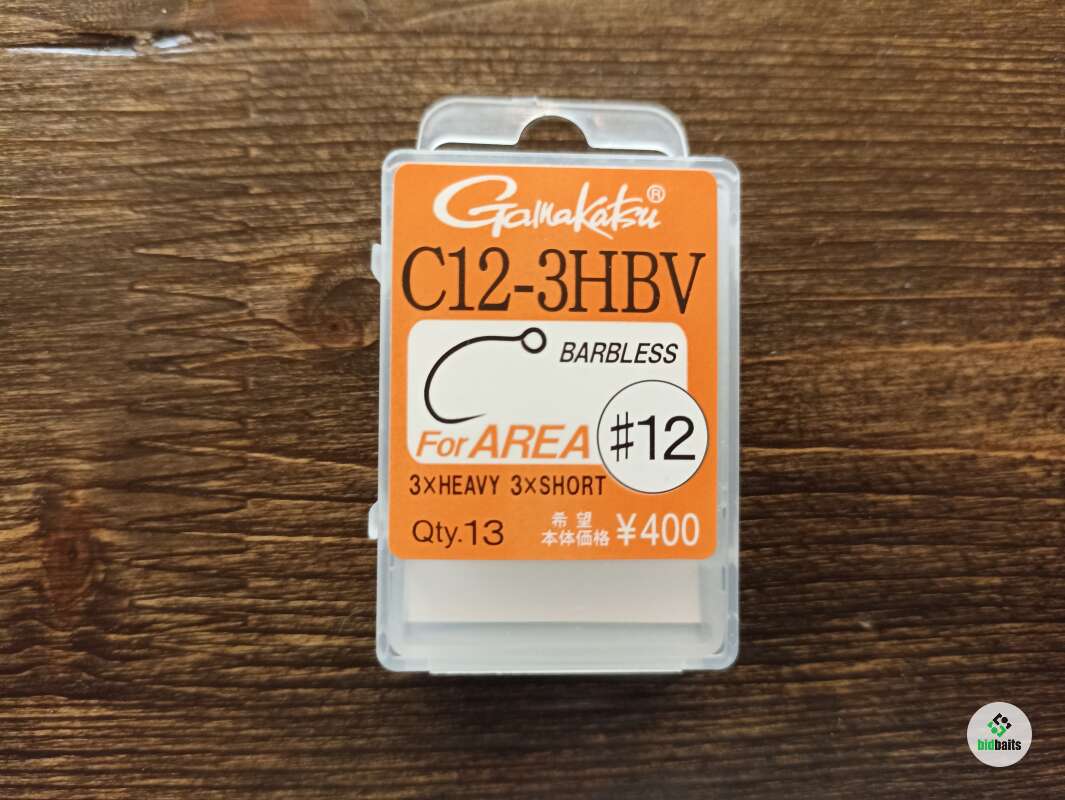 Gamakatsu®
C12-3HBV
BARBLESS
For AREA
#12
3×HEAVY 3×SHORT
Qty.13
希望
本体価格 ¥400
bidbaits